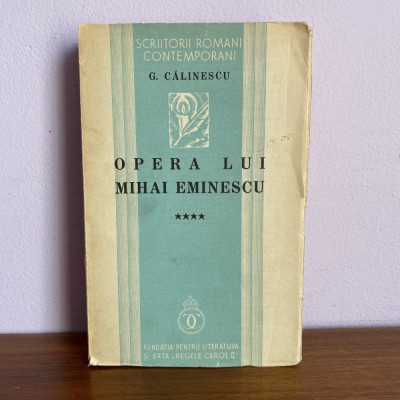 SCRIITORII ROMÂNI
CONTEMPORANI
G. CĂLINESCU
OPERA LUI
MIHAI EMINESCU
★★★★
FUNDAȚIA PENTRU LITERATURĂ
ȘI ARTĂ „REGELE CAROL II"